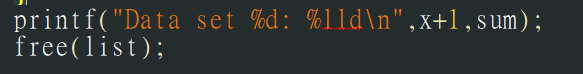 printf("Data set %d: %lld\n",x+1,sum);
free(list);